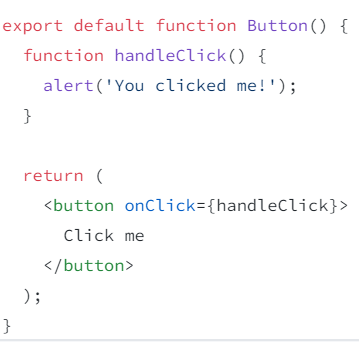 export default function Button() {
  function handleClick() {
    alert('You clicked me!');
  }

  return (
    <button onClick={handleClick}>
      Click me
    </button>
  );
}